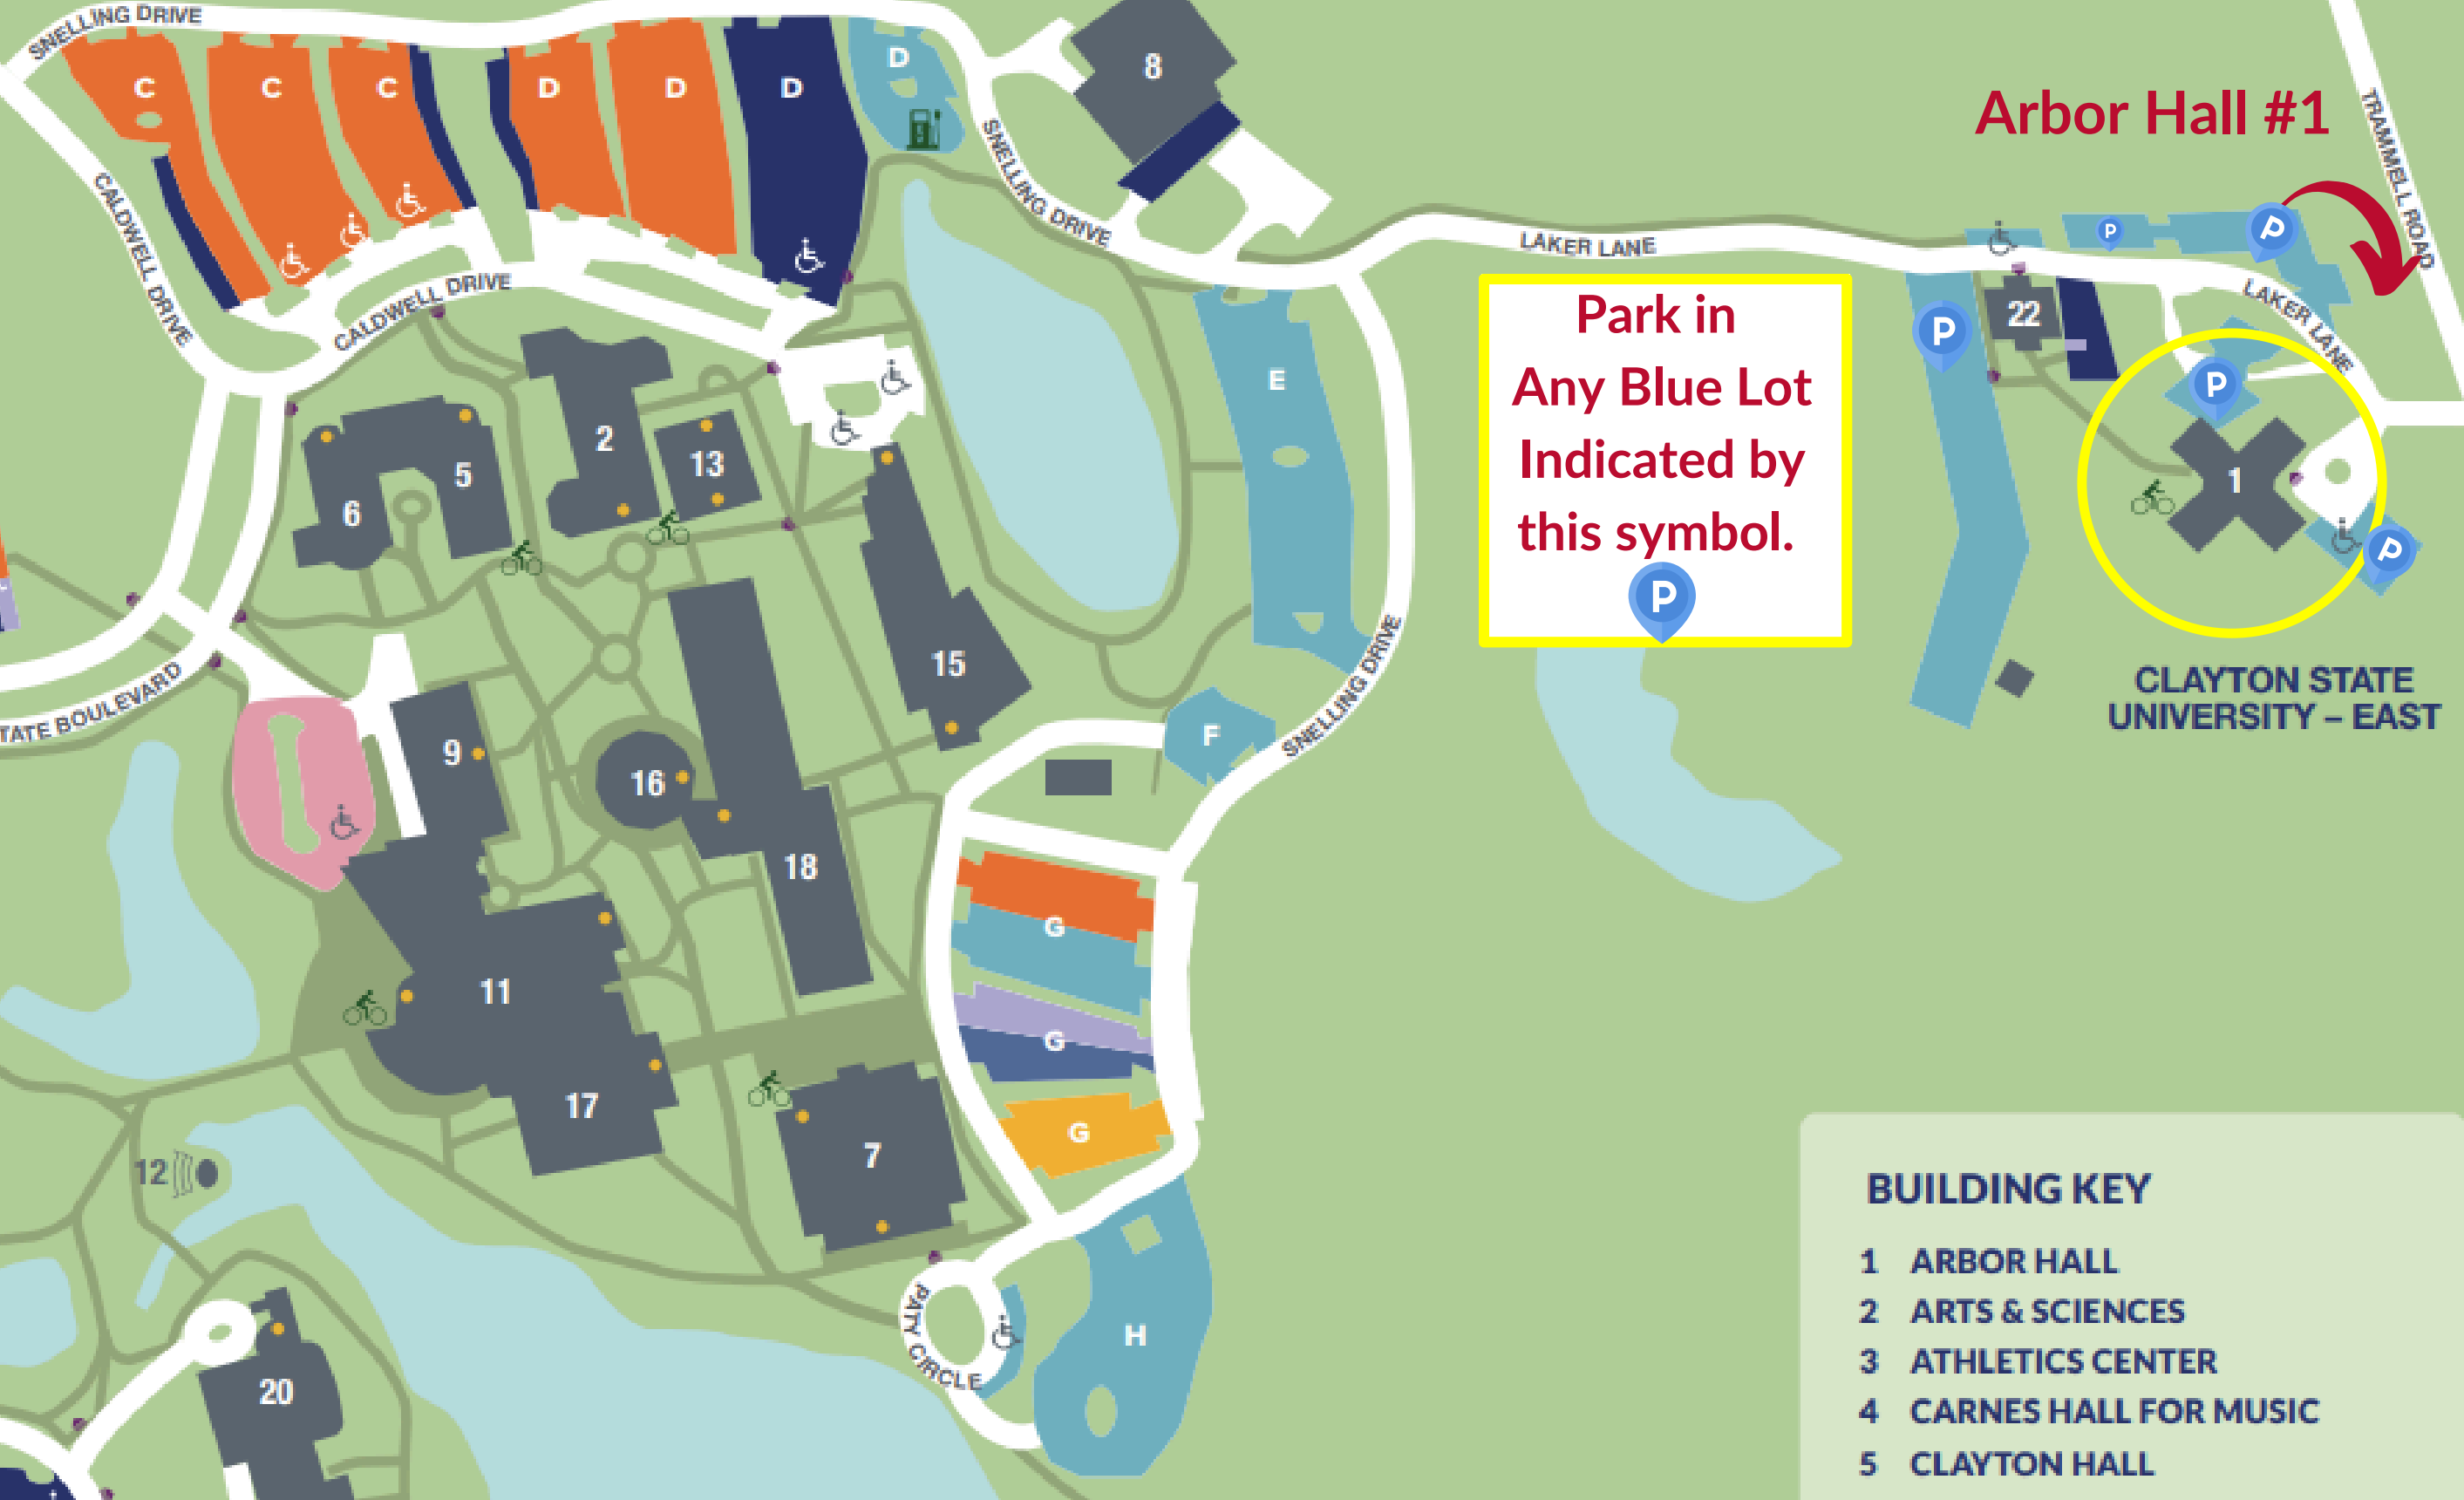 SNELLING DRIVE
C
C
C
D
D
D
D
8
Arbor Hall #1
TRAMMELL ROAD
CALDWELL DRIVE
CALDWELL DRIVE
SNELLING DRIVE
LAKER LANE
P
P
LAKER LANE
Park in
Any Blue Lot
Indicated by
this symbol.
P
P
22
P
1
P
CLAYTON STATE
UNIVERSITY – EAST
E
2
13
5
6
15
SNELLING DRIVE
F
TATE BOULEVARD
9
16
18
G
G
G
11
17
7
12
PATY CIRCLE
H
20
BUILDING KEY
1 ARBOR HALL
2 ARTS & SCIENCES
3 ATHLETICS CENTER
4 CARNES HALL FOR MUSIC
5 CLAYTON HALL